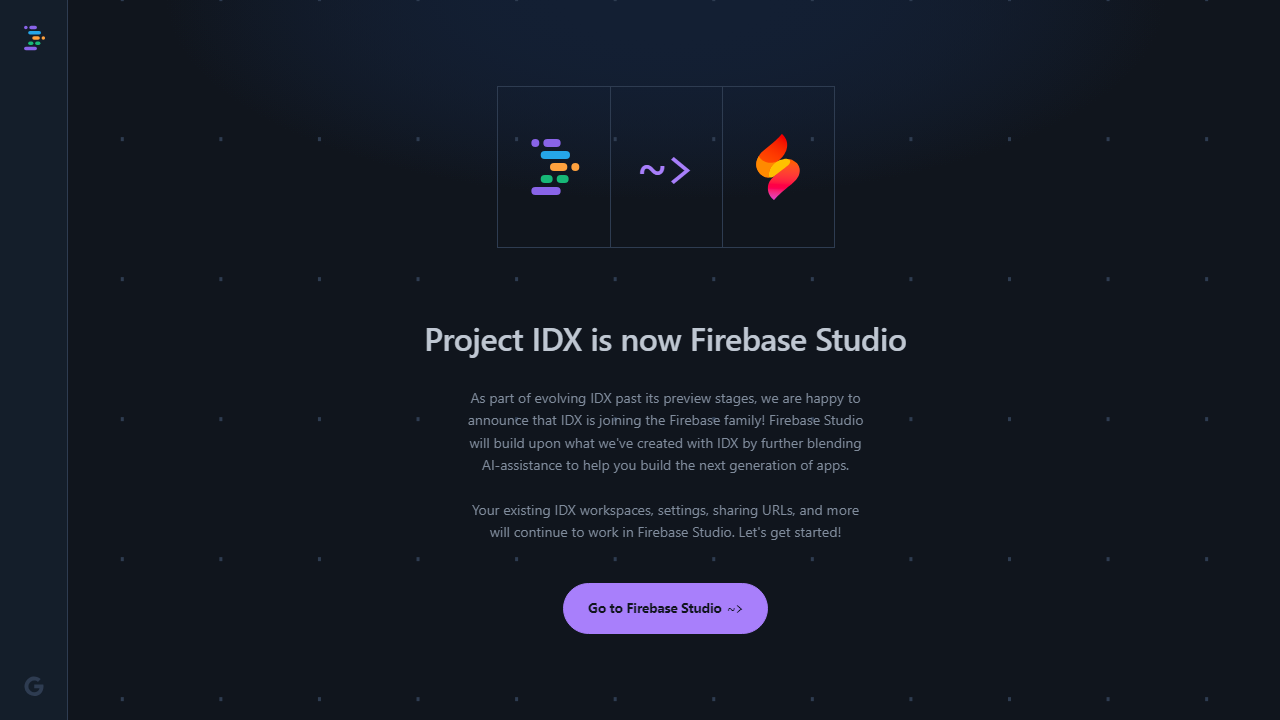 ~>
Project IDX is now Firebase Studio
As part of evolving IDX past its preview stages, we are happy to
announce that IDX is joining the Firebase family! Firebase Studio
will build upon what we've created with IDX by further blending
AI-assistance to help you build the next generation of apps.
Your existing IDX workspaces, settings, sharing URLs, and more
will continue to work in Firebase Studio. Let's get started!
Go to Firebase Studio ~>
G